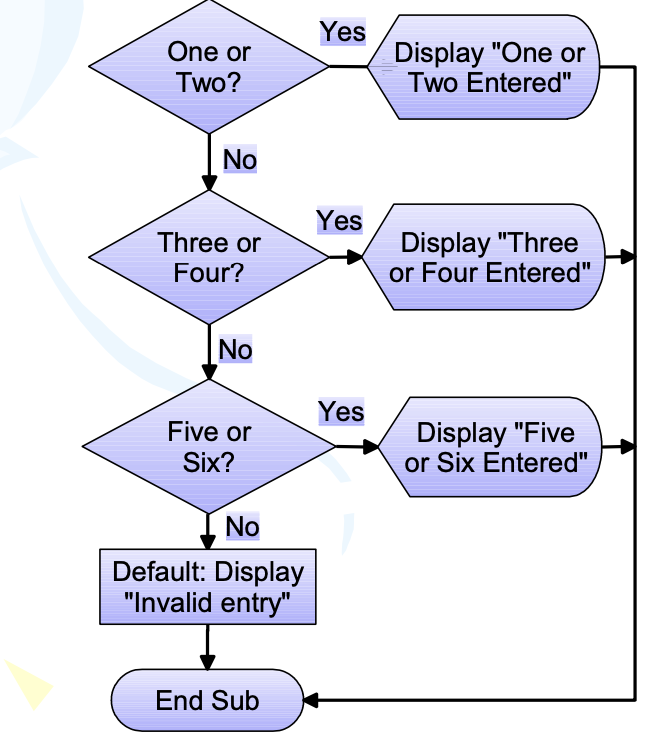 One or
Two?
Yes
Display "One or
Two Entered"
No
Three or
Four?
Yes
Display "Three
or Four Entered"
No
Five or
Six?
Yes
Display "Five
or Six Entered"
No
Default: Display
"Invalid entry"
End Sub